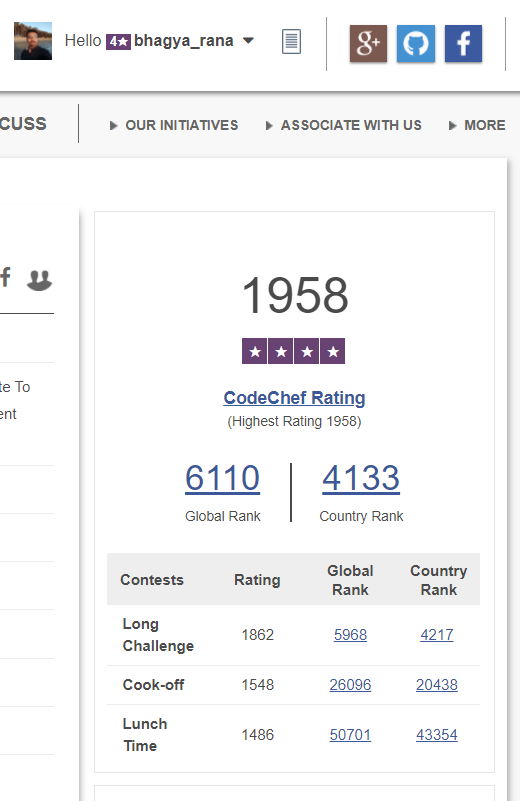 Hello 4★ bhagya_rana
g+
f
CUSS
OUR INITIATIVES
ASSOCIATE WITH US
MORE
f
te To
ent
1958
★ ★ ★ ★
CodeChef Rating
(Highest Rating 1958)
6110 4133
Global Rank Country Rank
Contests Rating Global Rank Country Rank
Long Challenge 1862 5968 4217
Cook-off 1548 26096 20438
Lunch Time 1486 50701 43354